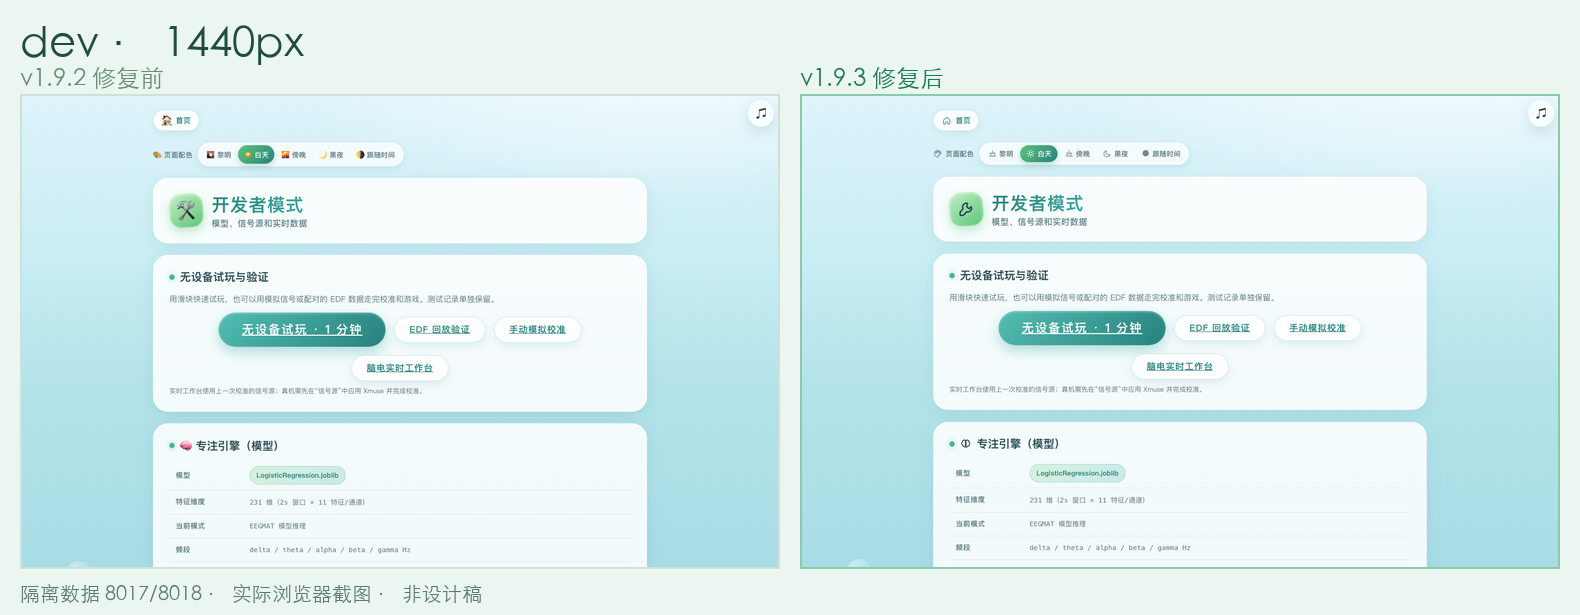 dev · 1440px
v1.9.2 修复前
首页
页面配色 黎明 白天 傍晚 黑夜 跟随时间
开发者模式
模型、信号源和实时数据
无设备试玩与验证
用滑块快速试玩，也可以用模拟信号或配对的 EDF 数据走完校准和游戏。测试记录单独保留。
无设备试玩 · 1 分钟 EDF 回放验证 手动模拟校准
脑电实时工作台
实时工作台使用上一次校准的信号源；真机需先在“信号源”中应用 Xmuse 并完成校准。
专注引擎（模型）
模型 LogisticRegression.joblib
特征维度 231 维（2s 窗口 × 11 特征/通道）
当前模式 EEGMAT 模型推理
频段 delta / theta / alpha / beta / gamma Hz
v1.9.3 修复后
首页
页面配色 黎明 白天 傍晚 黑夜 跟随时间
开发者模式
模型、信号源和实时数据
无设备试玩与验证
用滑块快速试玩，也可以用模拟信号或配对的 EDF 数据走完校准和游戏。测试记录单独保留。
无设备试玩 · 1 分钟 EDF 回放验证 手动模拟校准
脑电实时工作台
实时工作台使用上一次校准的信号源；真机需先在“信号源”中应用 Xmuse 并完成校准。
专注引擎（模型）
模型 LogisticRegression.joblib
特征维度 231 维（2s 窗口 × 11 特征/通道）
当前模式 EEGMAT 模型推理
频段 delta / theta / alpha / beta / gamma Hz
隔离数据 8017/8018 · 实际浏览器截图 · 非设计稿